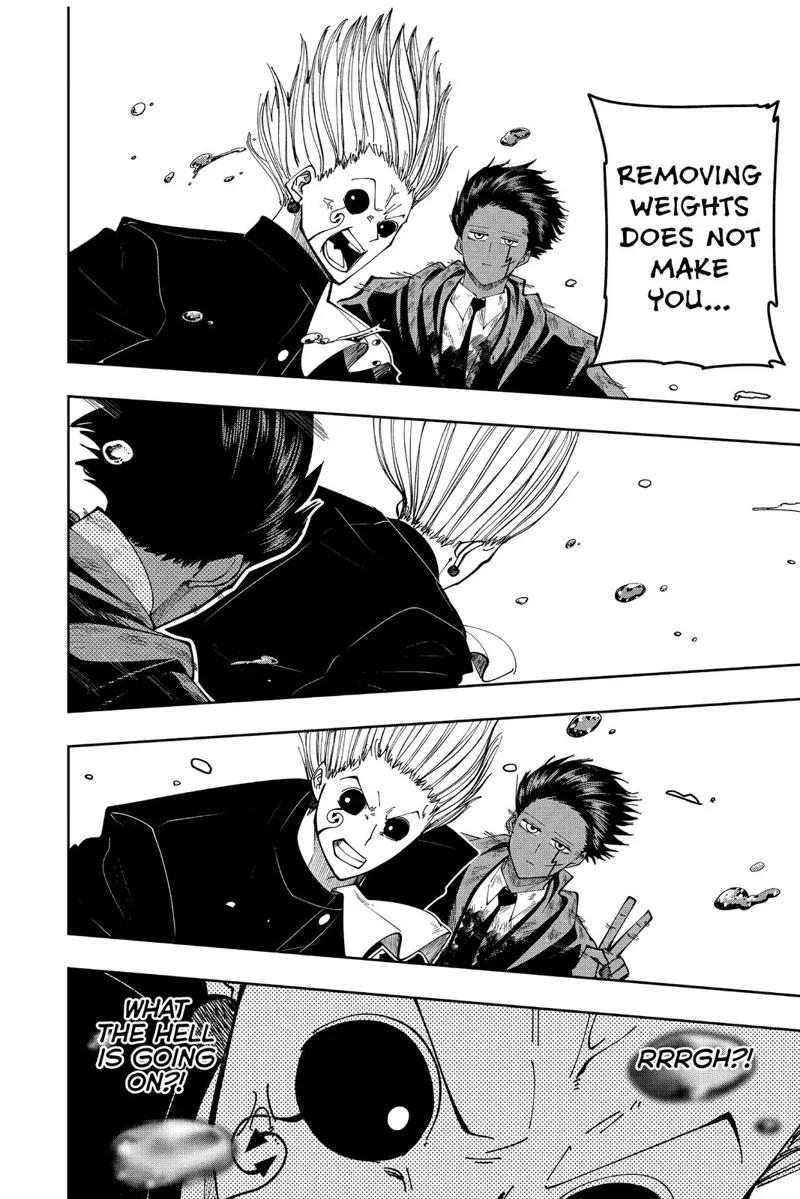 REMOVING
WEIGHTS
DOES NOT
MAKE
YOU...
RRRGH?!
WHAT
THE HELL
IS GOING
ON?!